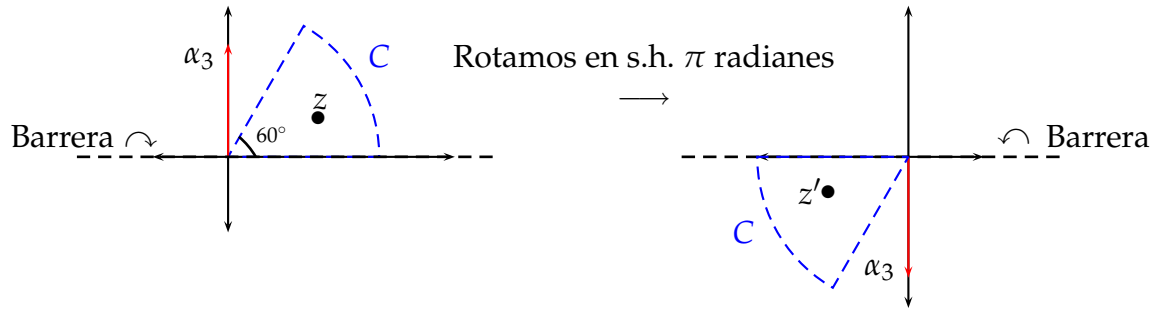 α₃
C
Rotamos en s.h. π radianes
z
⟶
60°
Barrera
Barrera
z′
C
α₃